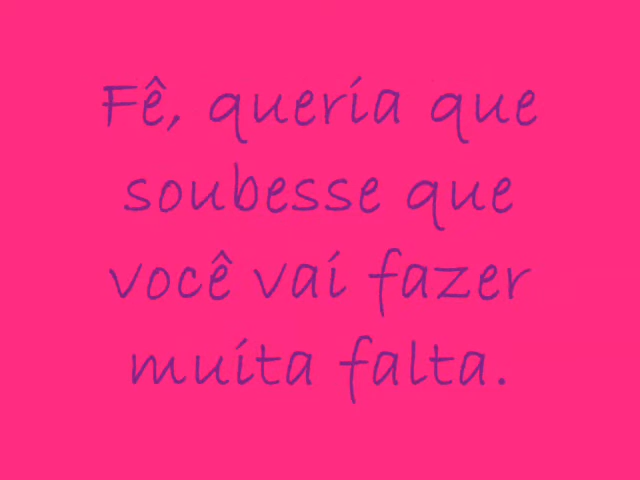 Fê, queria que
soubesse que
você vai fazer
muita falta.